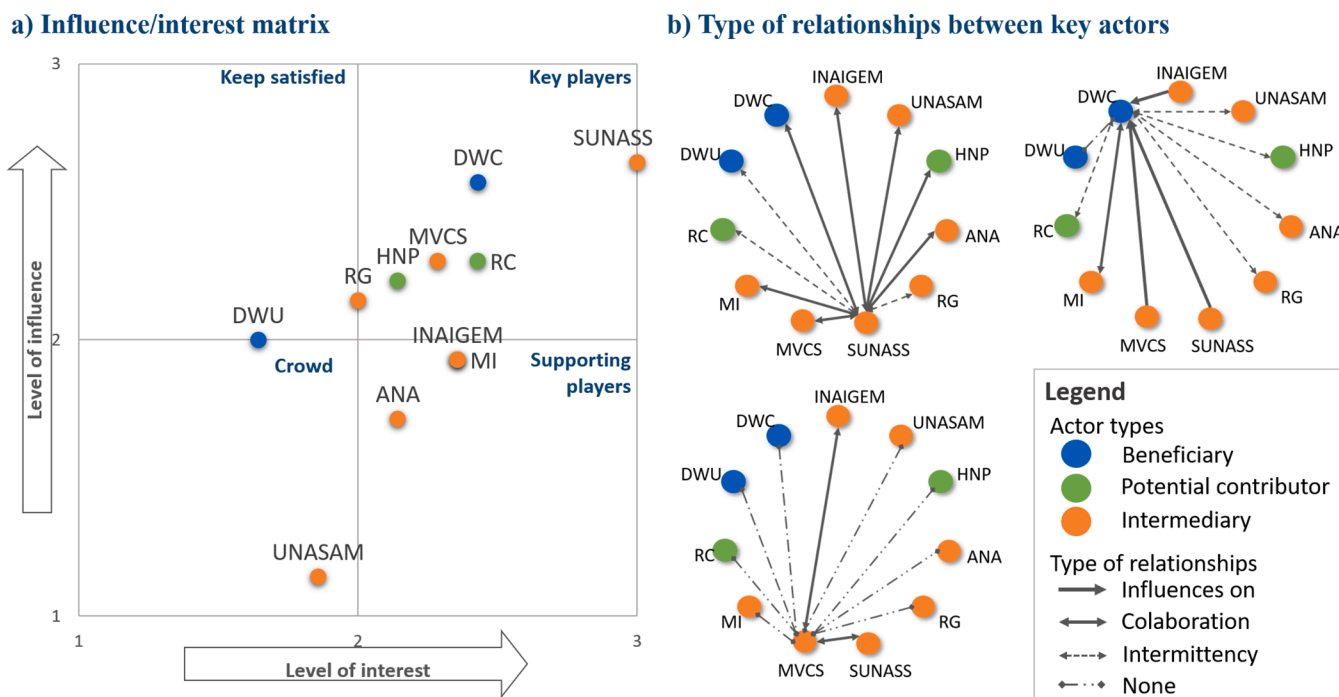 a) Influence/interest matrix
3
Keep satisfied
Key players
SUNASS
DWC
MVCS
HNP
RC
RG
DWU
2
INAIGEM
MI
Crowd
Supporting
players
ANA
UNASAM
1
1
2
3
Level of influence
Level of interest
b) Type of relationships between key actors
INAIGEM
DWC
UNASAM
DWU
HNP
RC
ANA
MI
RG
MVCS
SUNASS
INAIGEM
DWC
UNASAM
DWU
HNP
RC
ANA
MI
RG
MVCS
SUNASS
INAIGEM
DWC
UNASAM
DWU
HNP
RC
ANA
MI
RG
MVCS
SUNASS
Legend
Actor types
Beneficiary
Potential contributor
Intermediary
Type of relationships
Influences on
Colaboration
Intermittency
None